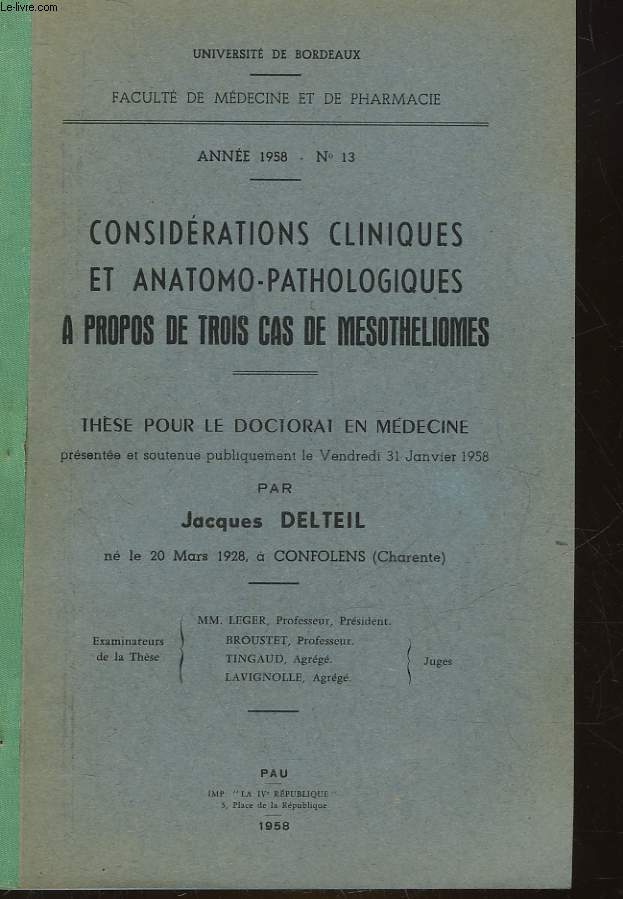 Le-livre.com
UNIVERSITÉ DE BORDEAUX
FACULTÉ DE MÉDECINE ET DE PHARMACIE
ANNÉE 1958 - No 13
CONSIDÉRATIONS CLINIQUES
ET ANATOMO-PATHOLOGIQUES
A PROPOS DE TROIS CAS DE MESOTHELIOMES
THÈSE POUR LE DOCTORAT EN MÉDECINE
présentée et soutenue publiquement le Vendredi 31 Janvier 1958
PAR
Jacques DELTEIL
né le 20 Mars 1928, à CONFOLENS (Charente)
Examinateurs
de la Thèse
MM. LEGER, Professeur, Président.
BROUSTET, Professeur.
TINGAUD, Agrégé.
LAVIGNOLLE, Agrégé.
Juges
PAU
IMP. "LA IVe RÉPUBLIQUE"
5, Place de la République
1958